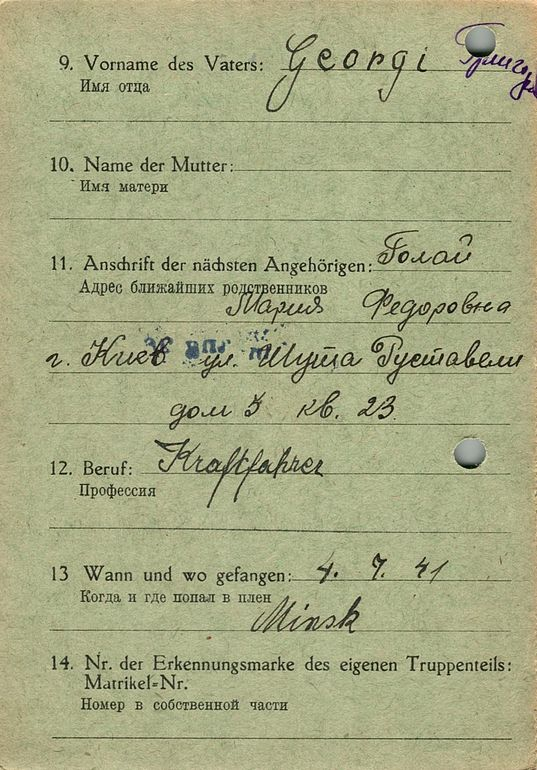 9. Vorname des Vaters: Georgi
Имя отца
10. Name der Mutter:
Имя матери
11. Anschrift der nächsten Angehörigen: Голай
Адрес ближайших родственников
Мария Федоровна
г. Киев ул. Шута Руставели
дом 3 кв. 23
12. Beruf: Kraftfahrer
Профессия
13 Wann und wo gefangen: 4. 7. 41
Когда и где попал в плен
Minsk
14. Nr. der Erkennungsmarke des eigenen Truppenteils:
Matrikel-Nr.
Номер в собственной части